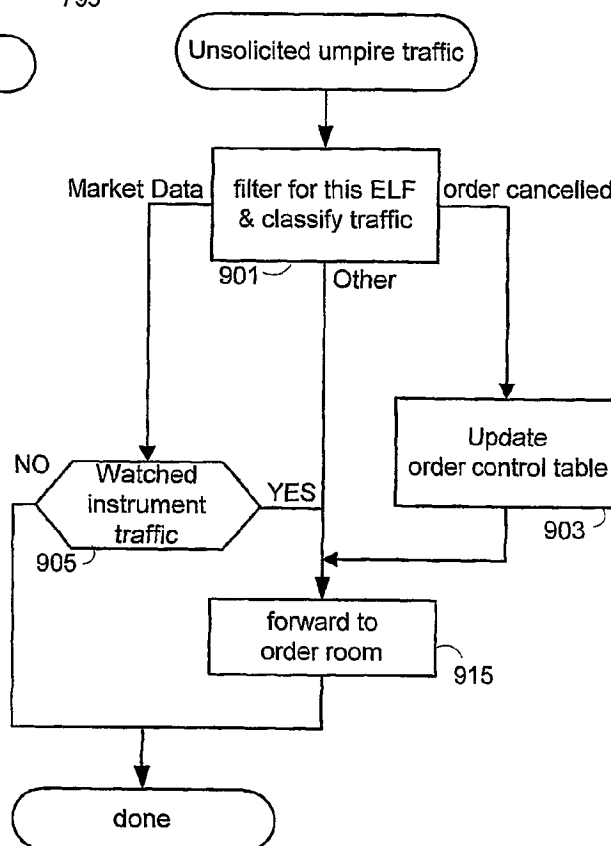 795
Unsolicited umpire traffic
Market Data
filter for this ELF
& classify traffic
order cancelled
901
Other
Update
order control table
903
NO
Watched
instrument
traffic
YES
905
forward to
order room
915
done